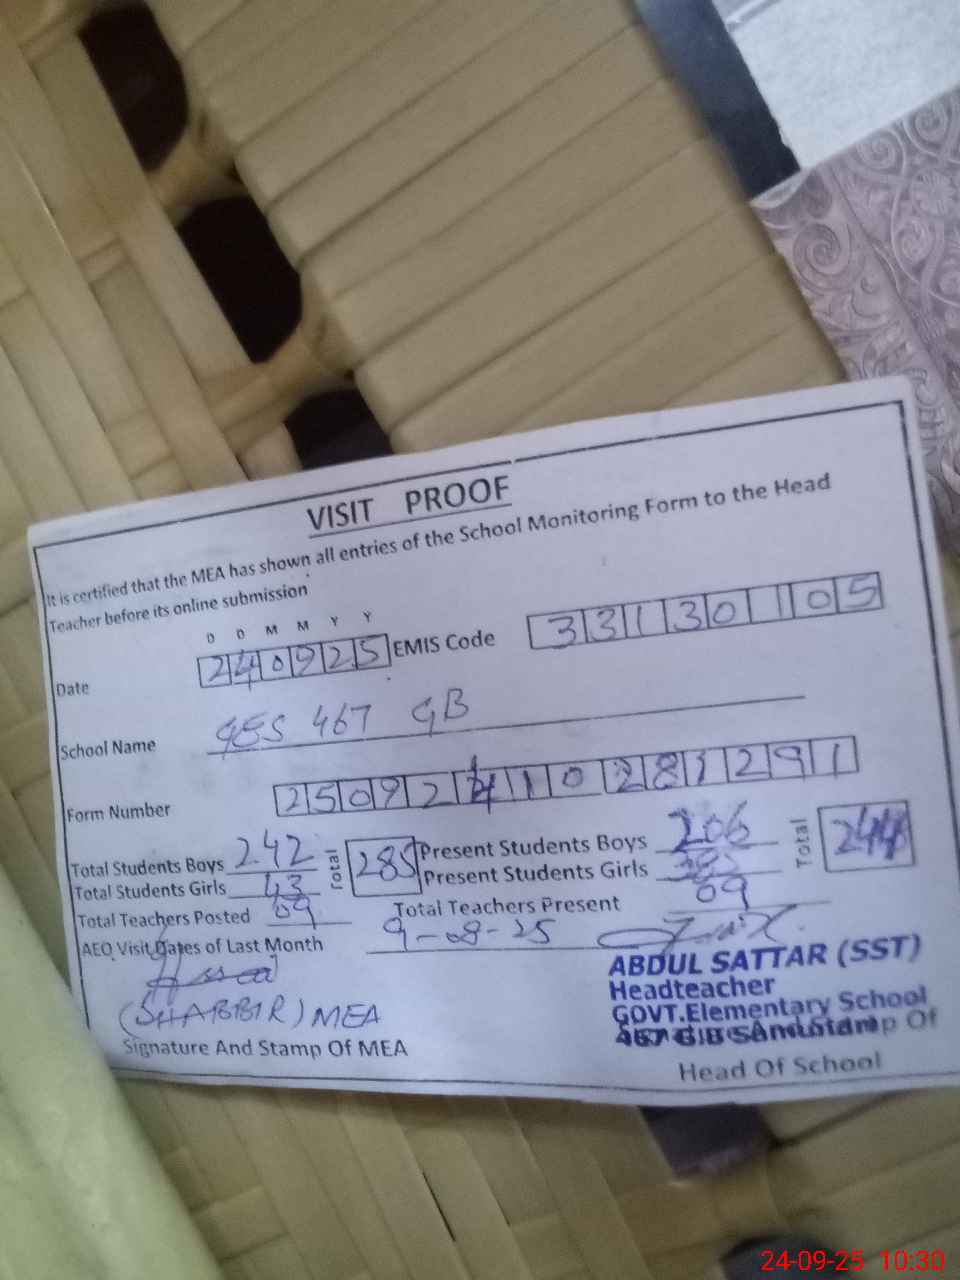 VISIT PROOF
It is certified that the MEA has shown all entries of the School Monitoring Form to the Head
Teacher before its online submission
D D M M Y Y
Date 240925 EMIS Code 33130105
School Name GES 467 GB
Form Number
Total Students Boys 242 Total 285 Present Students Boys 206 Total
Total Students Girls 43 Present Students Girls
Total Teachers Posted 09 Total Teachers Present 09
AEO Visit Dates of Last Month 9-08-25
(SHABBIR) MEA
Signature And Stamp Of MEA
ABDUL SATTAR (SST)
Headteacher
GOVT.Elementary School
467 G.B
Head Of School
24-09-25 10:30